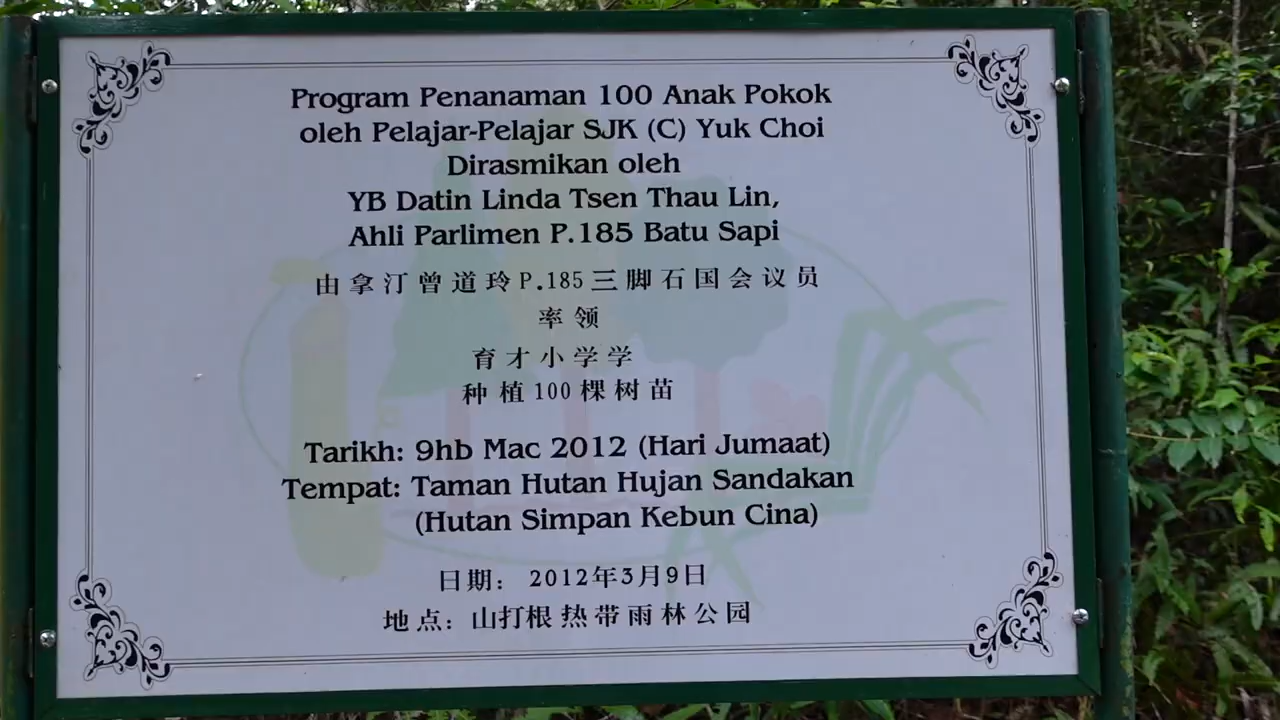 Program Penanaman 100 Anak Pokok
oleh Pelajar-Pelajar SJK (C) Yuk Choi
Dirasmikan oleh
YB Datin Linda Tsen Thau Lin,
Ahli Parlimen P.185 Batu Sapi
由拿汀曾道玲P.185三脚石国会议员
率领
育才小学学
种植100棵树苗
Tarikh: 9hb Mac 2012 (Hari Jumaat)
Tempat: Taman Hutan Hujan Sandakan
(Hutan Simpan Kebun Cina)
日期： 2012年3月9日
地点：山打根热带雨林公园